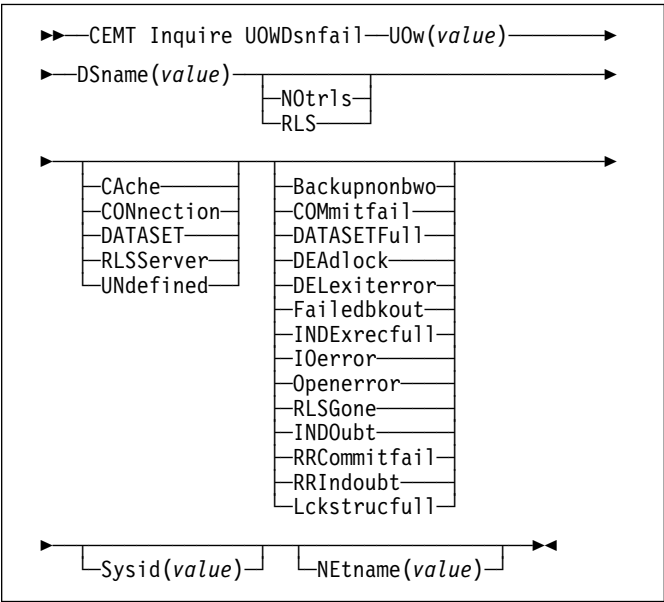 CEMT Inquire UOWDsnfail UOw(value)
DSname(value)
NOtrls
RLS
CAche
CONnection
DATASET
RLSServer
UNdefined
Backupnonbwo
COMmitfail
DATASETFull
DEAdlock
DELexiterror
Failedbkout
INDExrecfull
IOerror
Openerror
RLSGone
INDOubt
RRCommitfail
RRIndoubt
Lckstrucfull
Sysid(value) NEtname(value)